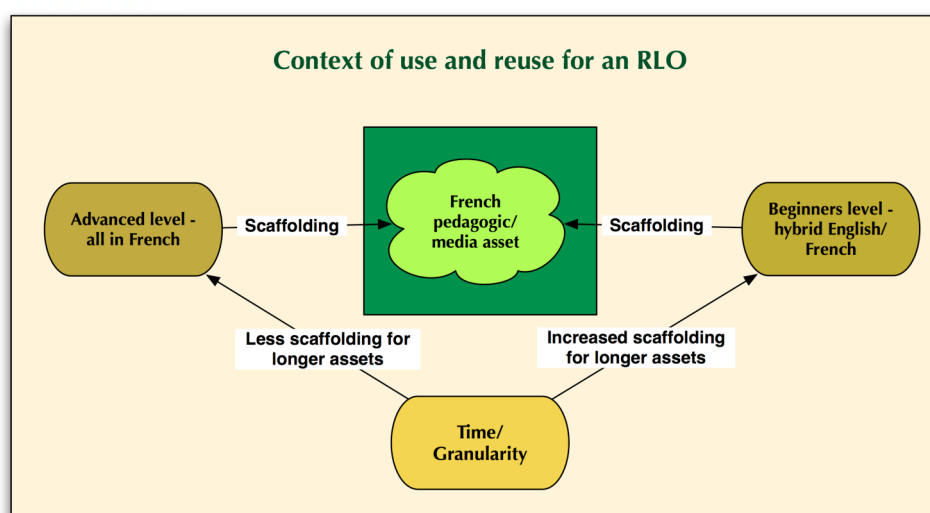 Context of use and reuse for an RLO
French
pedagogic/
media asset
Advanced level -
all in French
Scaffolding
Scaffolding
Beginners level -
hybrid English/
French
Less scaffolding for
longer assets
Increased scaffolding
for longer assets
Time/
Granularity